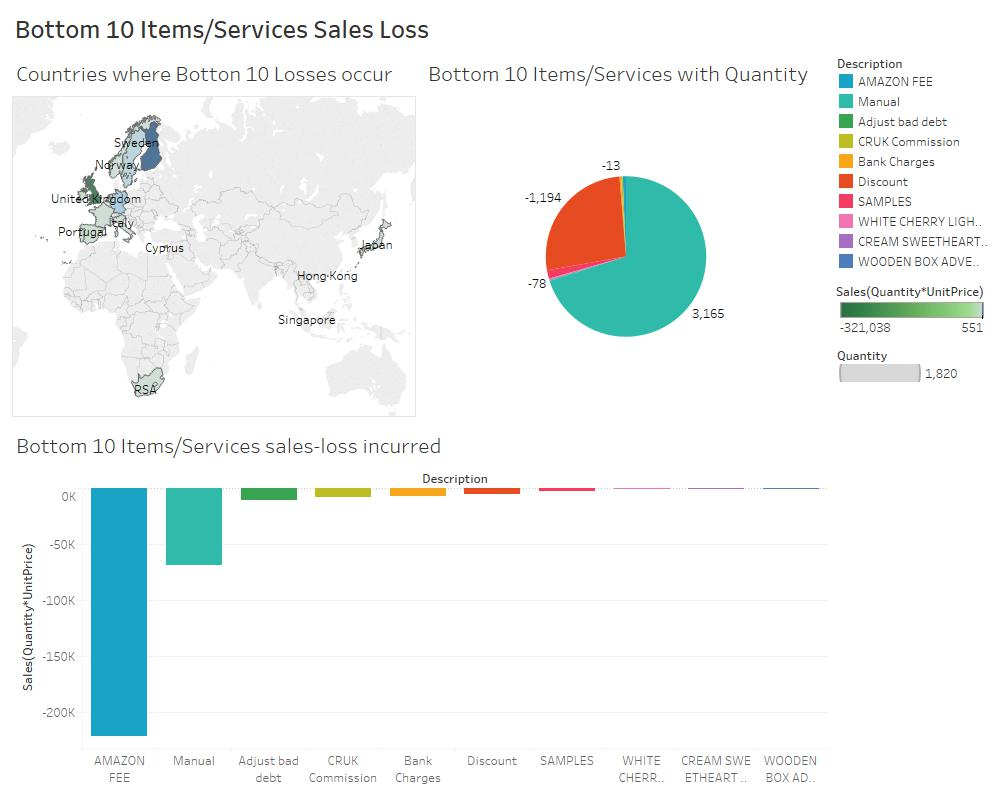 Bottom 10 Items/Services Sales Loss
Countries where Botton 10 Losses occur
Sweden
Norway
United Kingdom
Italy
Portugal
Cyprus
Japan
Hong Kong
Singapore
RSA
Bottom 10 Items/Services with Quantity
-13
-1,194
-78
3,165
Description
AMAZON FEE
Manual
Adjust bad debt
CRUK Commission
Bank Charges
Discount
SAMPLES
WHITE CHERRY LIGH..
CREAM SWEETHEART..
WOODEN BOX ADVE..
Sales(Quantity*UnitPrice)
-321,038 551
Quantity
1,820
Bottom 10 Items/Services sales-loss incurred
Description
0K
-50K
-100K
-150K
-200K
Sales(Quantity*UnitPrice)
AMAZON FEE
Manual
Adjust bad debt
CRUK Commission
Bank Charges
Discount
SAMPLES
WHITE CHERR..
CREAM SWE ETHEART ..
WOODEN BOX AD..